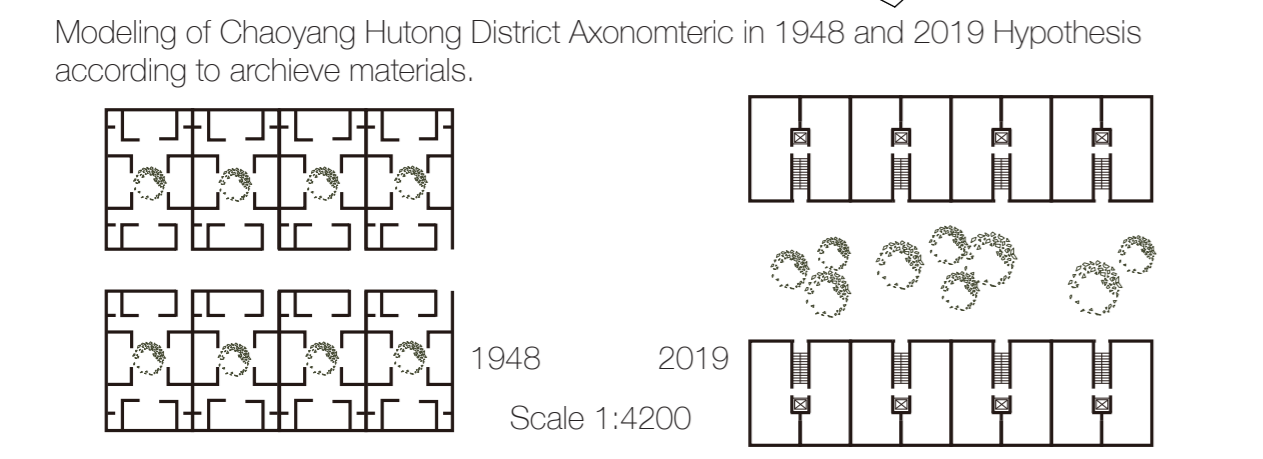 Modeling of Chaoyang Hutong District Axonomteric in 1948 and 2019 Hypothesis
according to archieve materials.
1948
2019
Scale 1:4200